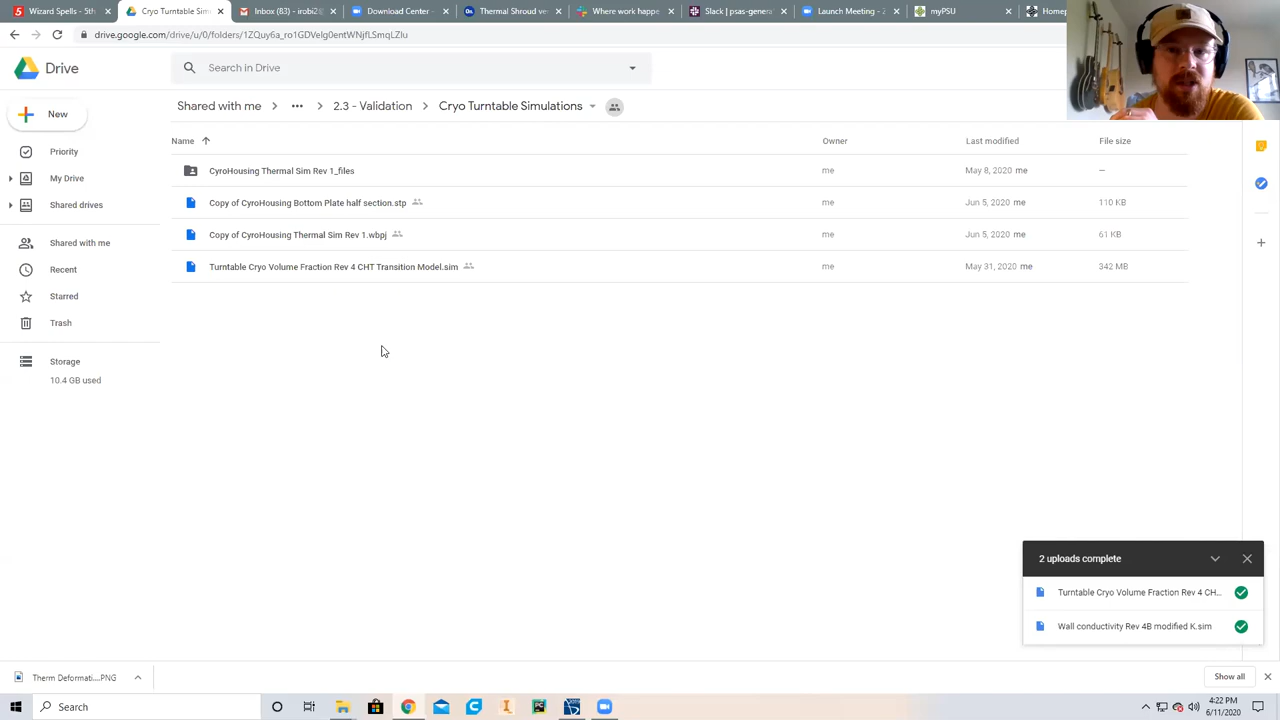 Wizard Spells - 5th
Cryo Turntable Sim
Inbox (83) - irobi2@
Download Center -
Thermal Shroud ver
Simulations -
Where work happe
Slack | psas-genera
Launch Meeting - Z
myPSU
Homep
drive.google.com/drive/u/0/folders/1ZQuy6a_ro1GDVelg0entWNjfLSmqLZlu
Drive
Search in Drive
New
Shared with me
2.3 - Validation
Cryo Turntable Simulations
Name
Owner
Last modified
File size
Priority
My Drive
Shared drives
Shared with me
Recent
Starred
Trash
Storage
10.4 GB used
CyroHousing Thermal Sim Rev 1_files me May 8, 2020 me —
Copy of CyroHousing Bottom Plate half section.stp me Jun 5, 2020 me 110 KB
Copy of CyroHousing Thermal Sim Rev 1.wbpj me Jun 5, 2020 me 61 KB
Turntable Cryo Volume Fraction Rev 4 CHT Transition Model.sim me May 31, 2020 me 342 MB
2 uploads complete
Turntable Cryo Volume Fraction Rev 4 CH...
Wall conductivity Rev 4B modified K.sim
Therm Deformati....PNG
Show all
Search
4:22 PM
6/11/2020